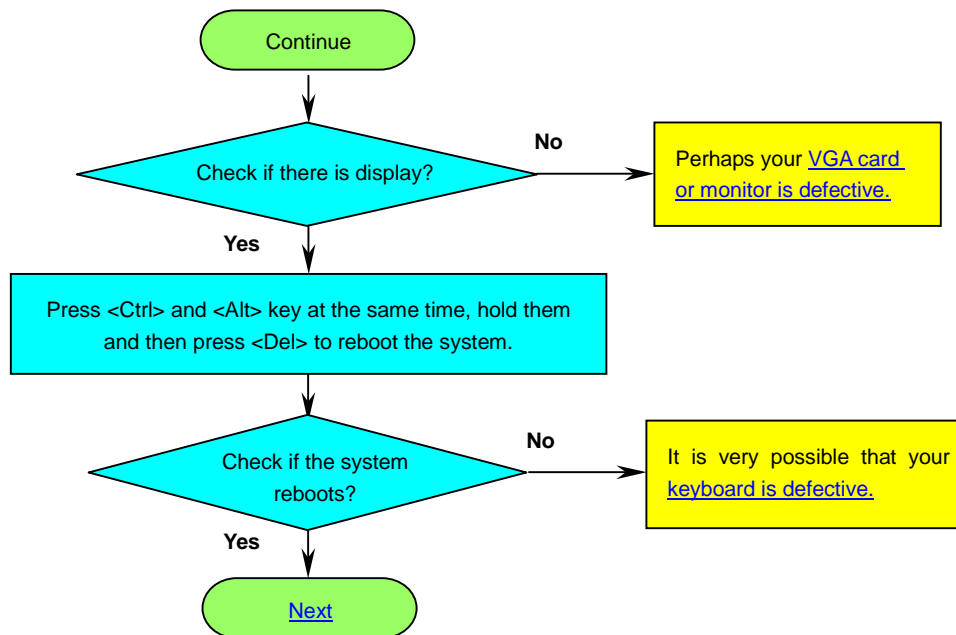 Continue
Check if there is display?
No
Perhaps your VGA card
or monitor is defective.
Yes
Press <Ctrl> and <Alt> key at the same time, hold them
and then press <Del> to reboot the system.
Check if the system
reboots?
No
It is very possible that your
keyboard is defective.
Yes
Next